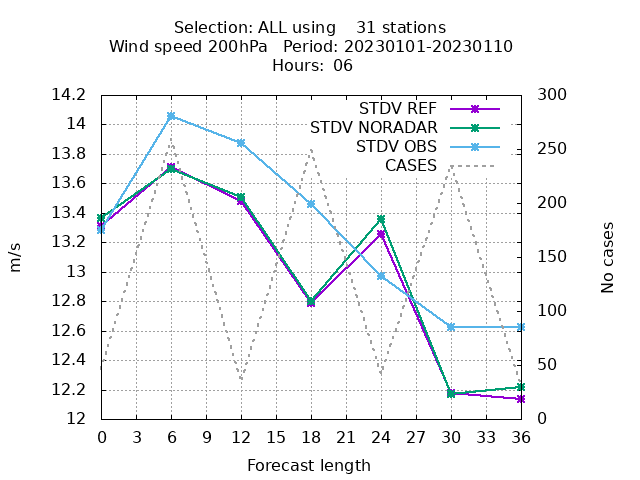 Selection: ALL using    31 stations
Wind speed 200hPa   Period: 20230101-20230110
Hours:  06
14.2
14
13.8
13.6
13.4
13.2
13
12.8
12.6
12.4
12.2
12
m/s
STDV REF
STDV NORADAR
STDV OBS
CASES
300
250
200
150
100
50
0
No cases
0 3 6 9 12 15 18 21 24 27 30 33 36
Forecast length